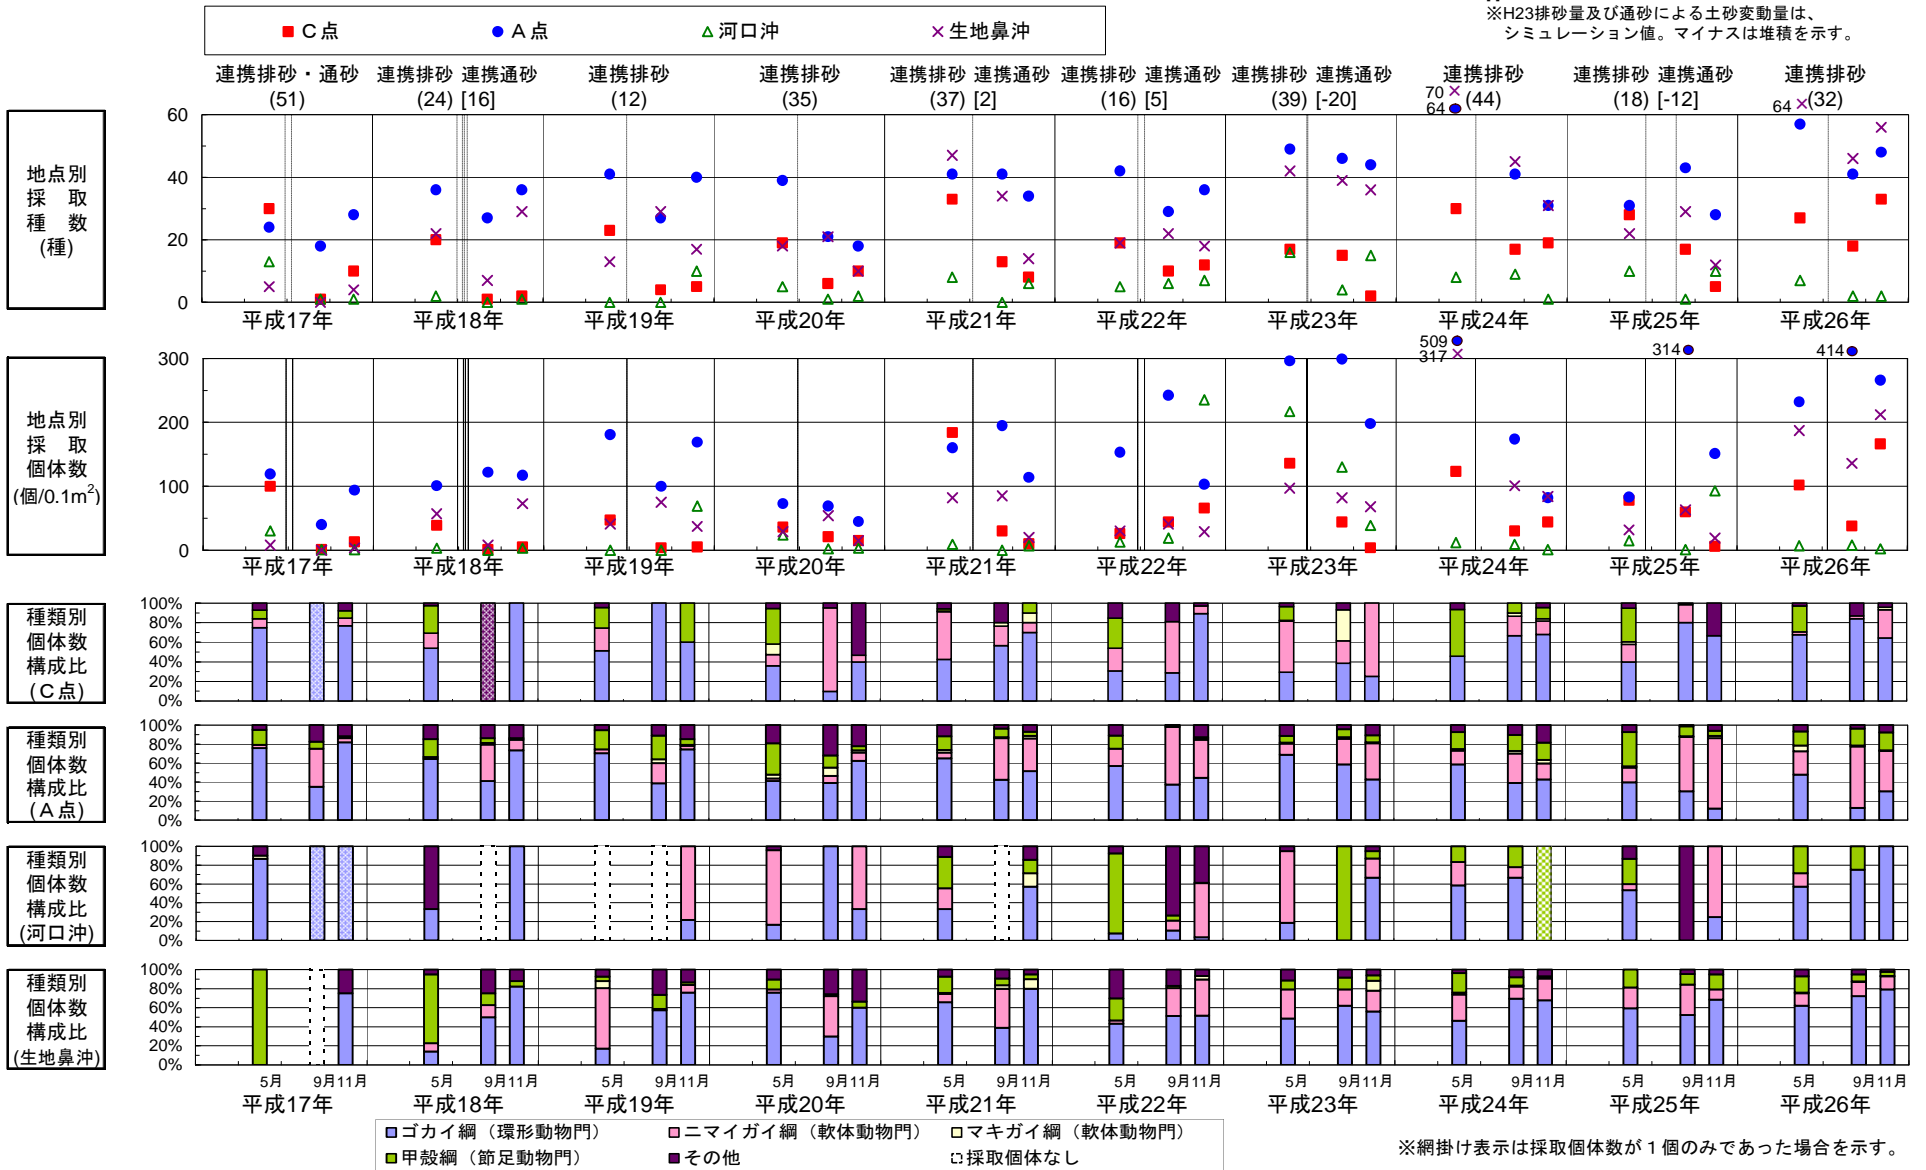 ※H23排砂量及び通砂による土砂変動量は、
シミュレーション値。マイナスは堆積を示す。
C点 A点 河口沖 生地鼻沖
連携排砂・通砂 連携排砂 連携通砂 連携排砂 連携排砂 連携排砂 連携通砂 連携排砂 連携通砂 連携排砂 連携通砂 連携排砂 連携排砂 連携通砂 連携排砂
(51) (24) [16] (12) (35) (37) [2] (16) [5] (39) [-20] (44) (18) [-12] (32)
地点別
採取
種数
(種)
60
40
20
0
70
64
64
平成17年 平成18年 平成19年 平成20年 平成21年 平成22年 平成23年 平成24年 平成25年 平成26年
地点別
採取
個体数
(個/0.1m²)
300
200
100
0
509
317
314
414
平成17年 平成18年 平成19年 平成20年 平成21年 平成22年 平成23年 平成24年 平成25年 平成26年
種類別
個体数
構成比
(C点)
100%
80%
60%
40%
20%
0%
種類別
個体数
構成比
(A点)
100%
80%
60%
40%
20%
0%
種類別
個体数
構成比
(河口沖)
100%
80%
60%
40%
20%
0%
種類別
個体数
構成比
(生地鼻沖)
100%
80%
60%
40%
20%
0%
5月 9月11月 5月 9月11月 5月 9月11月 5月 9月11月 5月 9月11月 5月 9月11月 5月 9月11月 5月 9月11月 5月 9月11月 5月 9月11月
平成17年 平成18年 平成19年 平成20年 平成21年 平成22年 平成23年 平成24年 平成25年 平成26年
ゴカイ綱（環形動物門） ニマイガイ綱（軟体動物門） マキガイ綱（軟体動物門）
甲殻綱（節足動物門） その他 採取個体なし
※網掛け表示は採取個体数が１個のみであった場合を示す。